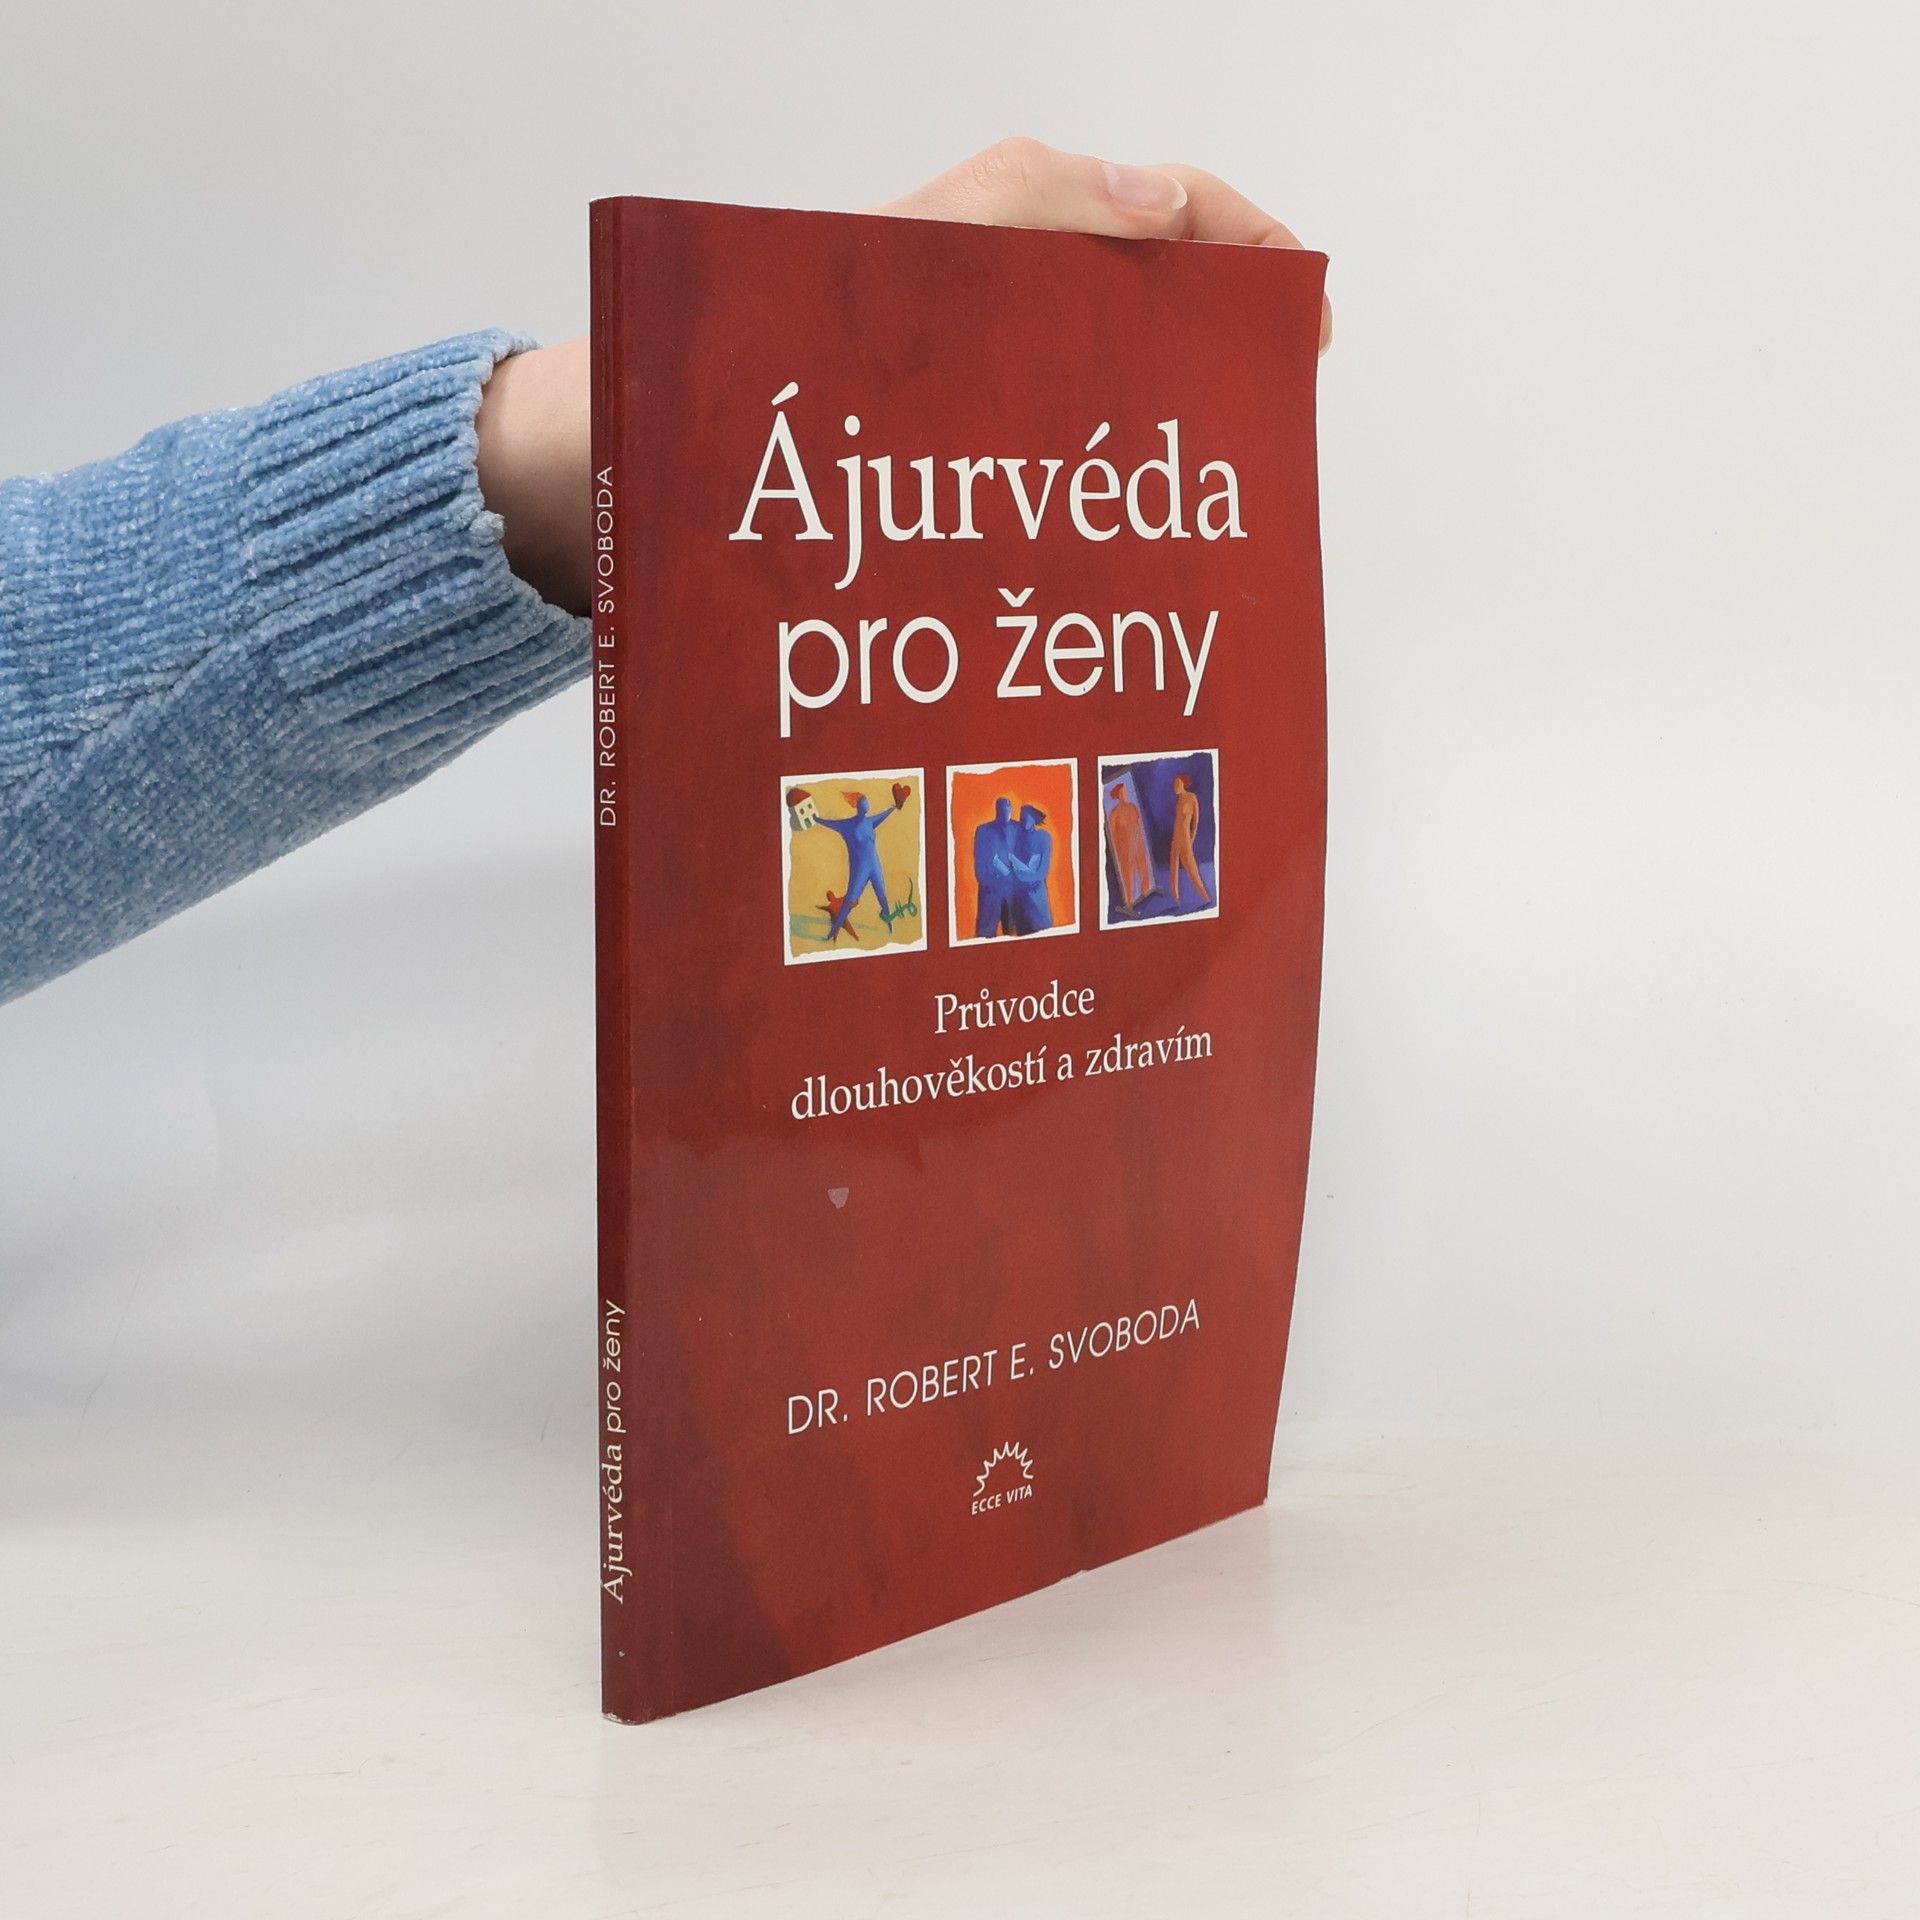 Ájurvéda
pro ženy
Průvodce
dlouhověkostí a zdravím
DR. ROBERT E. SVOBODA
ECCE VITA
Ájurvéda pro ženy
DR. ROBERT E. SVOBODA